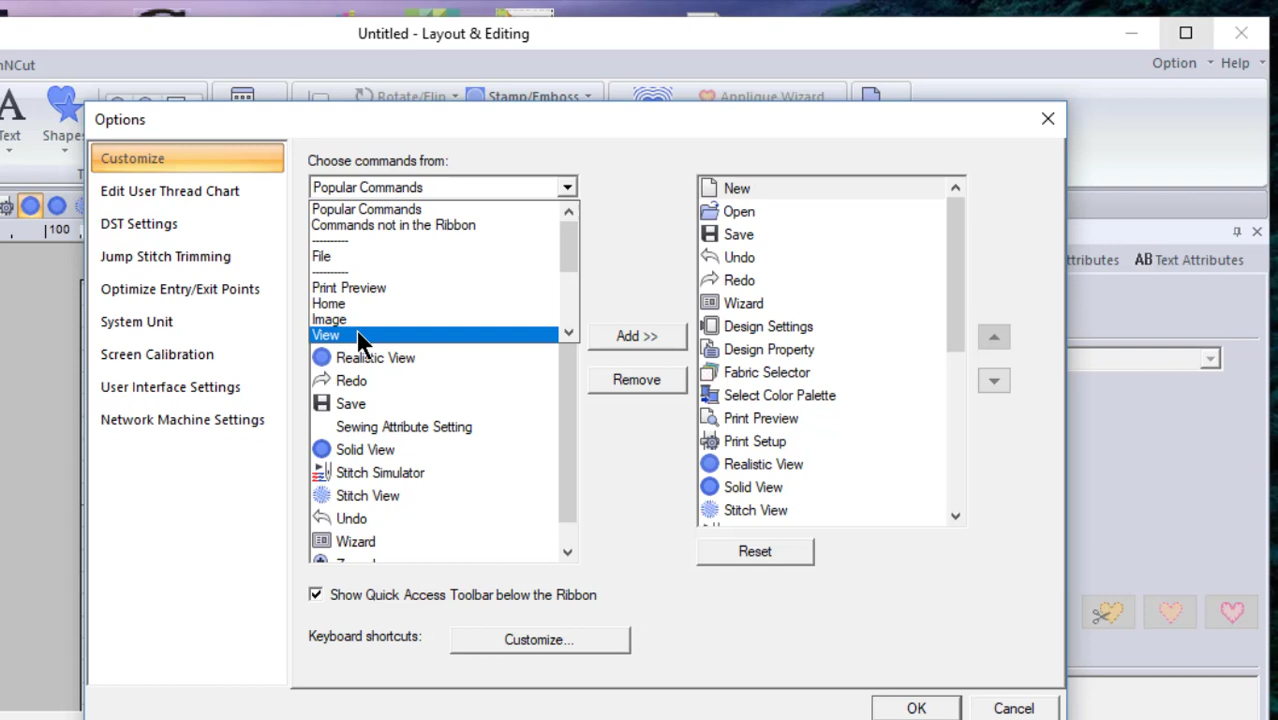 Untitled - Layout & Editing
nNCut
Option
Help
Text
Shapes
Rotate/Flip
Stamp/Emboss
Applique Wizard
Options
Customize
Edit User Thread Chart
DST Settings
Jump Stitch Trimming
Optimize Entry/Exit Points
System Unit
Screen Calibration
User Interface Settings
Network Machine Settings
100
Choose commands from:
Popular Commands
Popular Commands
Commands not in the Ribbon
----------
File
----------
Print Preview
Home
Image
View
Realistic View
Redo
Save
Sewing Attribute Setting
Solid View
Stitch Simulator
Stitch View
Undo
Wizard
Add >>
Remove
New
Open
Save
Undo
Redo
Wizard
Design Settings
Design Property
Fabric Selector
Select Color Palette
Print Preview
Print Setup
Realistic View
Solid View
Stitch View
Reset
Show Quick Access Toolbar below the Ribbon
Keyboard shortcuts:
Customize...
OK
Cancel
ttributes
AB Text Attributes